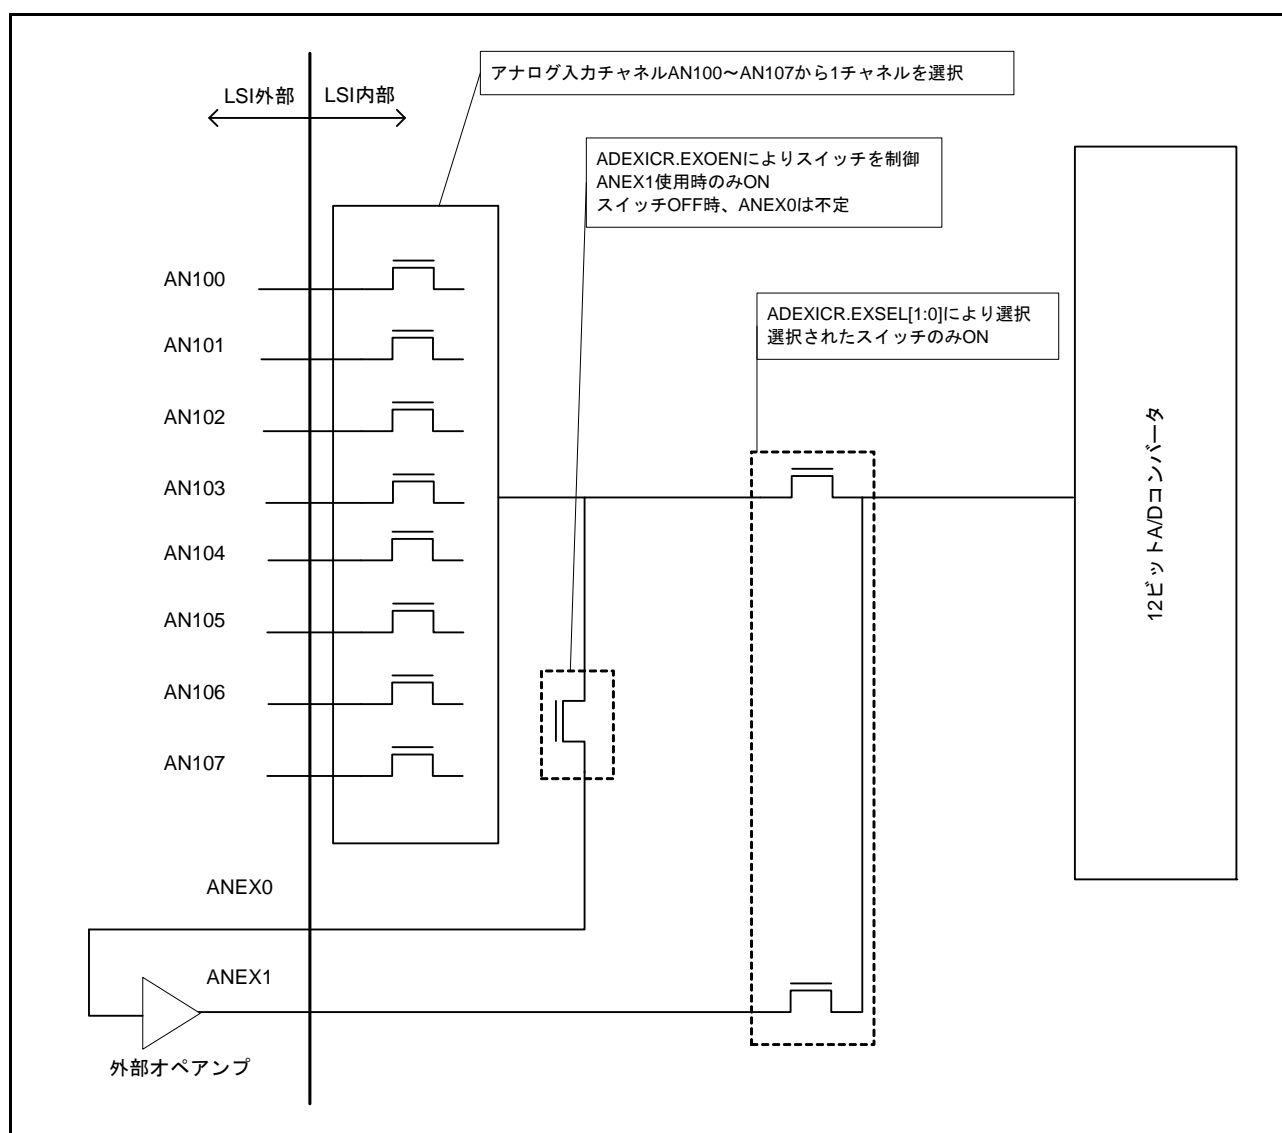 アナログ入力チャネルAN100～AN107から1チャネルを選択
LSI外部
LSI内部
ADEXICR.EXOENによりスイッチを制御
ANEX1使用時のみON
スイッチOFF時、ANEX0は不定
AN100
ADEXICR.EXSEL[1:0]により選択
選択されたスイッチのみON
AN101
AN102
AN103
AN104
AN105
AN106
AN107
12ビットA/Dコンバータ
ANEX0
ANEX1
外部オペアンプ